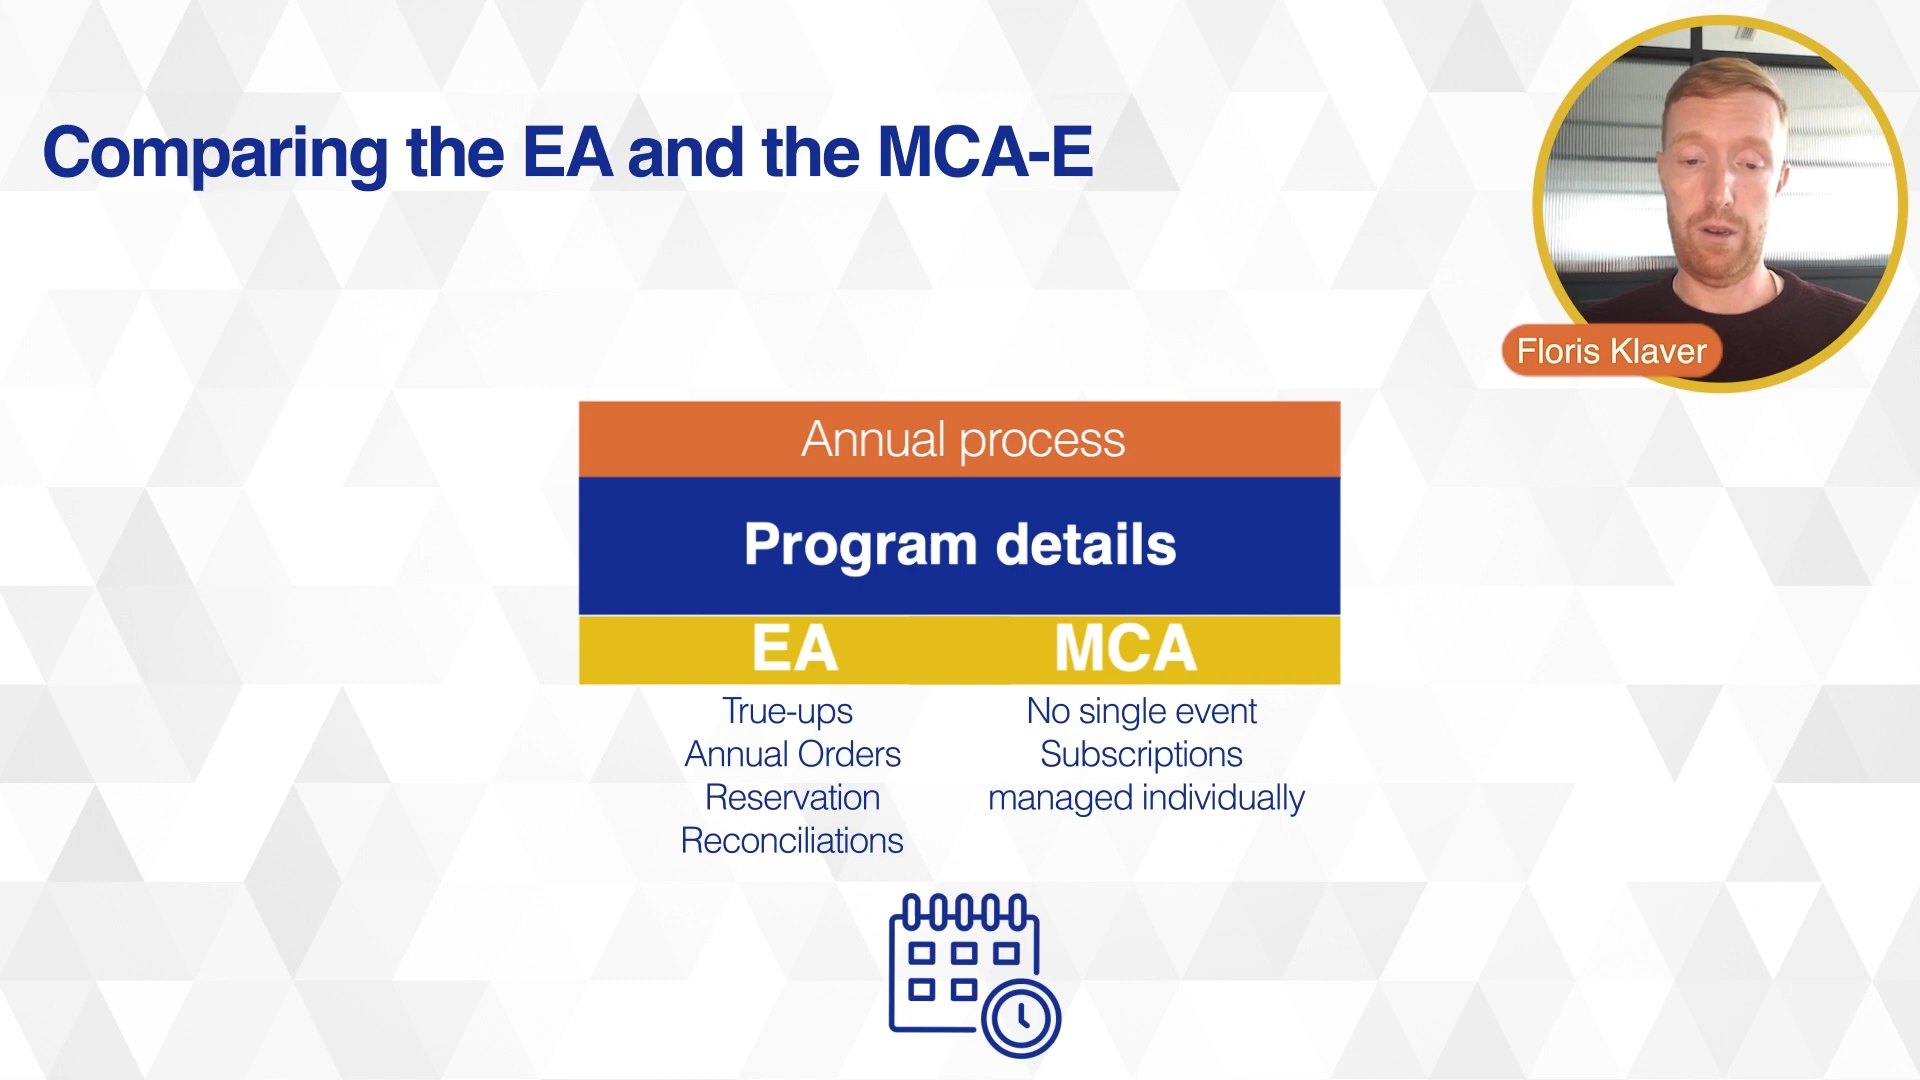 Comparing the EA and the MCA-E
Floris Klaver
Annual process
Program details
EA MCA
True-ups
Annual Orders
Reservation
Reconciliations
No single event
Subscriptions
managed individually